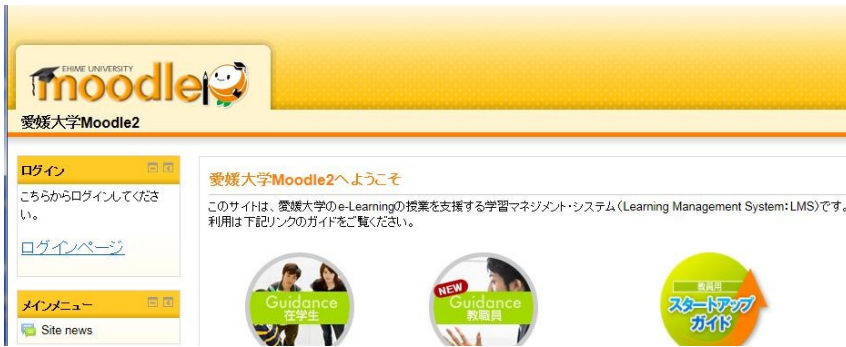 EHIME UNIVERSITY
moodle
愛媛大学Moodle2
ログイン
こちらからログインしてくださ
い。
ログインページ
メインメニュー
Site news
愛媛大学Moodle2へようこそ
このサイトは、愛媛大学のe-Learningの授業を支援する学習マネジメント・システム（Learning Management System：LMS）です。
利用は下記リンクのガイドをご覧ください。
Guidance
在学生
NEW
Guidance
教職員
教員用
スタートアップ
ガイド